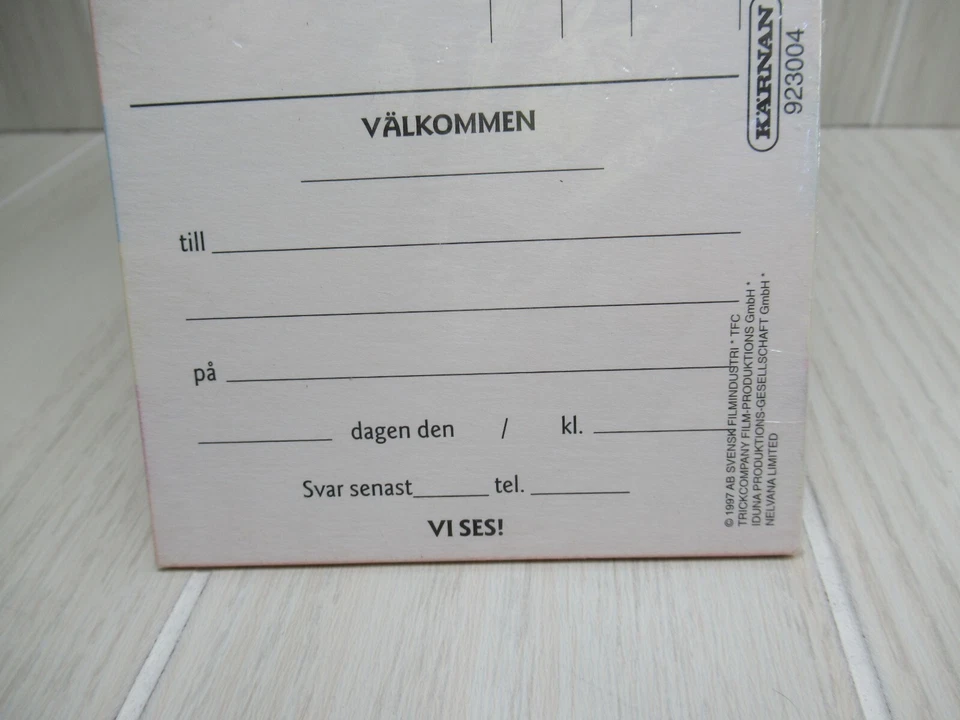 VÄLKOMMEN
till
på
dagen den / kl.
Svar senast tel.
VI SES!
KÄRNAN
923004
© 1997 AB SVENSK FILMINDUSTRI * TFC
TRICKCOMPANY FILM-PRODUKTIONS GmbH *
IDUNA PRODUKTIONS-GESELLSCHAFT GmbH *
NELVANA LIMITED